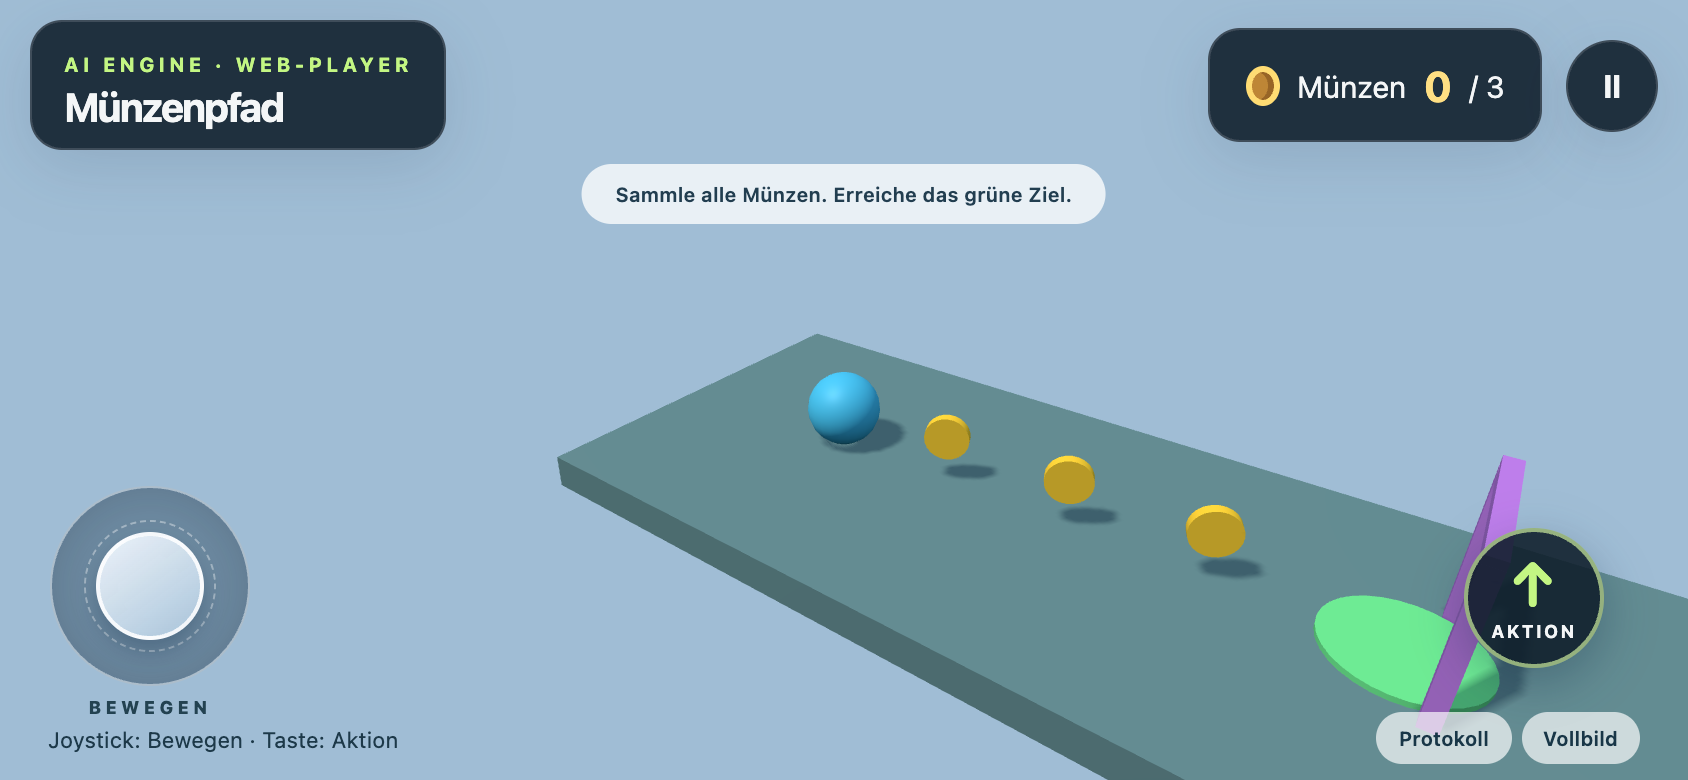 AI ENGINE · WEB-PLAYER
Münzenpfad
Münzen 0 / 3
Sammle alle Münzen. Erreiche das grüne Ziel.
AKTION
BEWEGEN
Joystick: Bewegen · Taste: Aktion
Protokoll
Vollbild